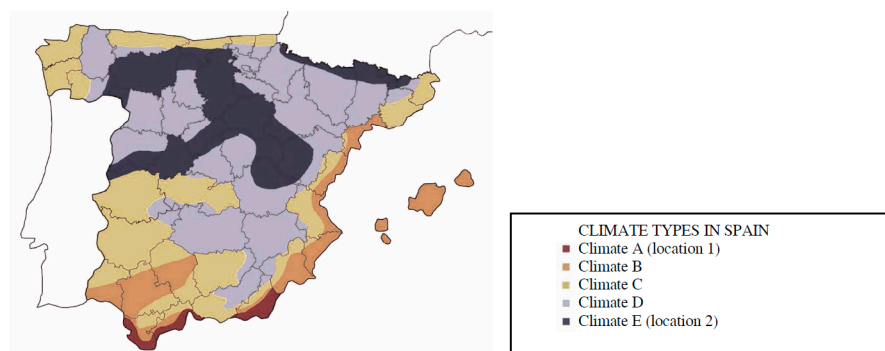 CLIMATE TYPES IN SPAIN
Climate A (location 1)
Climate B
Climate C
Climate D
Climate E (location 2)